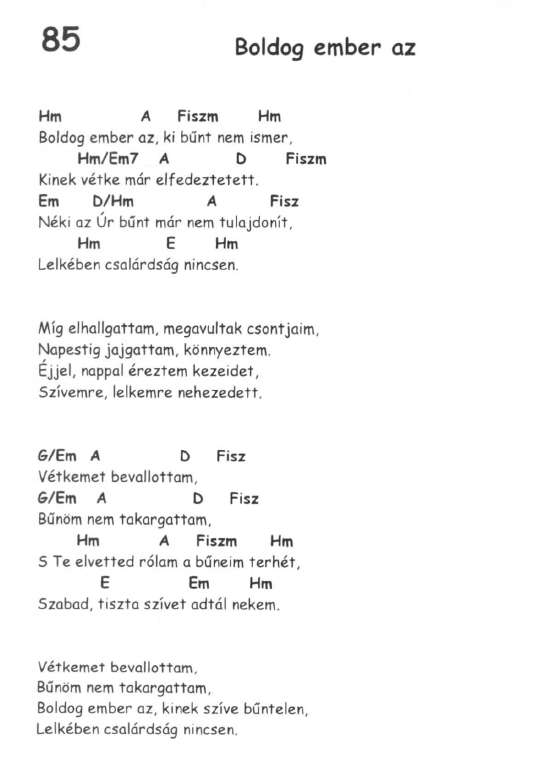 85
Boldog ember az
Hm A Fiszm Hm
Boldog ember az, ki bűnt nem ismer,
Hm/Em7 A D Fiszm
Kinek vétke már elfedeztetett.
Em D/Hm A Fisz
Néki az Úr bűnt már nem tulajdonít,
Hm E Hm
Lelkében csalárdság nincsen.
Míg elhallgattam, megavultak csontjaim,
Napestig jajgattam, könnyeztem.
Éjjel, nappal éreztem kezeidet,
Szívemre, lelkemre nehezedett.
G/Em A D Fisz
Vétkemet bevallottam,
G/Em A D Fisz
Bűnöm nem takargattam,
Hm A Fiszm Hm
S Te elvetted rólam a bűneim terhét,
E Em Hm
Szabad, tiszta szívet adtál nekem.
Vétkemet bevallottam,
Bűnöm nem takargattam,
Boldog ember az, kinek szíve bűntelen,
Lelkében csalárdság nincsen.